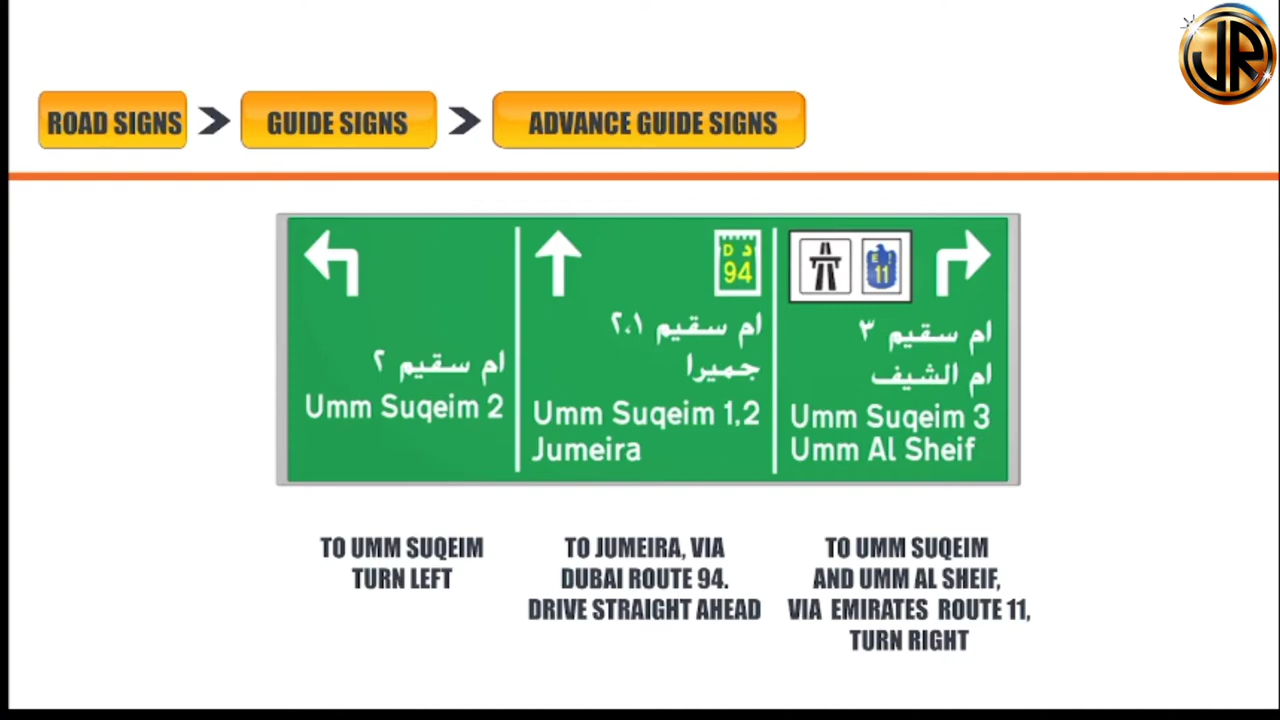 JR
ROAD SIGNS
GUIDE SIGNS
ADVANCE GUIDE SIGNS
ام سقيم ٢
Umm Suqeim 2
D د
94
ام سقيم ٢،١
جميرا
Umm Suqeim 1,2
Jumeira
E
11
ام سقيم ٣
ام الشيف
Umm Suqeim 3
Umm Al Sheif
TO UMM SUQEIM
TURN LEFT
TO JUMEIRA, VIA
DUBAI ROUTE 94.
DRIVE STRAIGHT AHEAD
TO UMM SUQEIM
AND UMM AL SHEIF,
VIA EMIRATES ROUTE 11,
TURN RIGHT